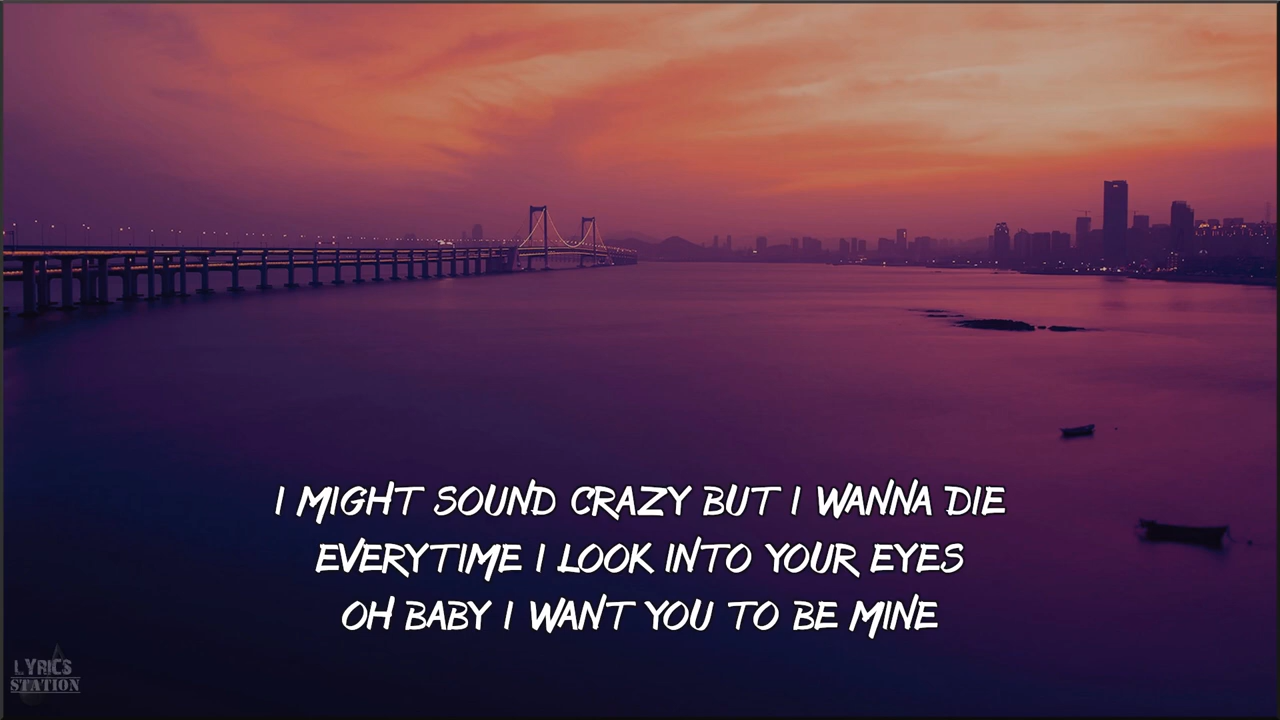 I MIGHT SOUND CRAZY BUT I WANNA DIE
EVERYTIME I LOOK INTO YOUR EYES
OH BABY I WANT YOU TO BE MINE
LYRICS
STATION